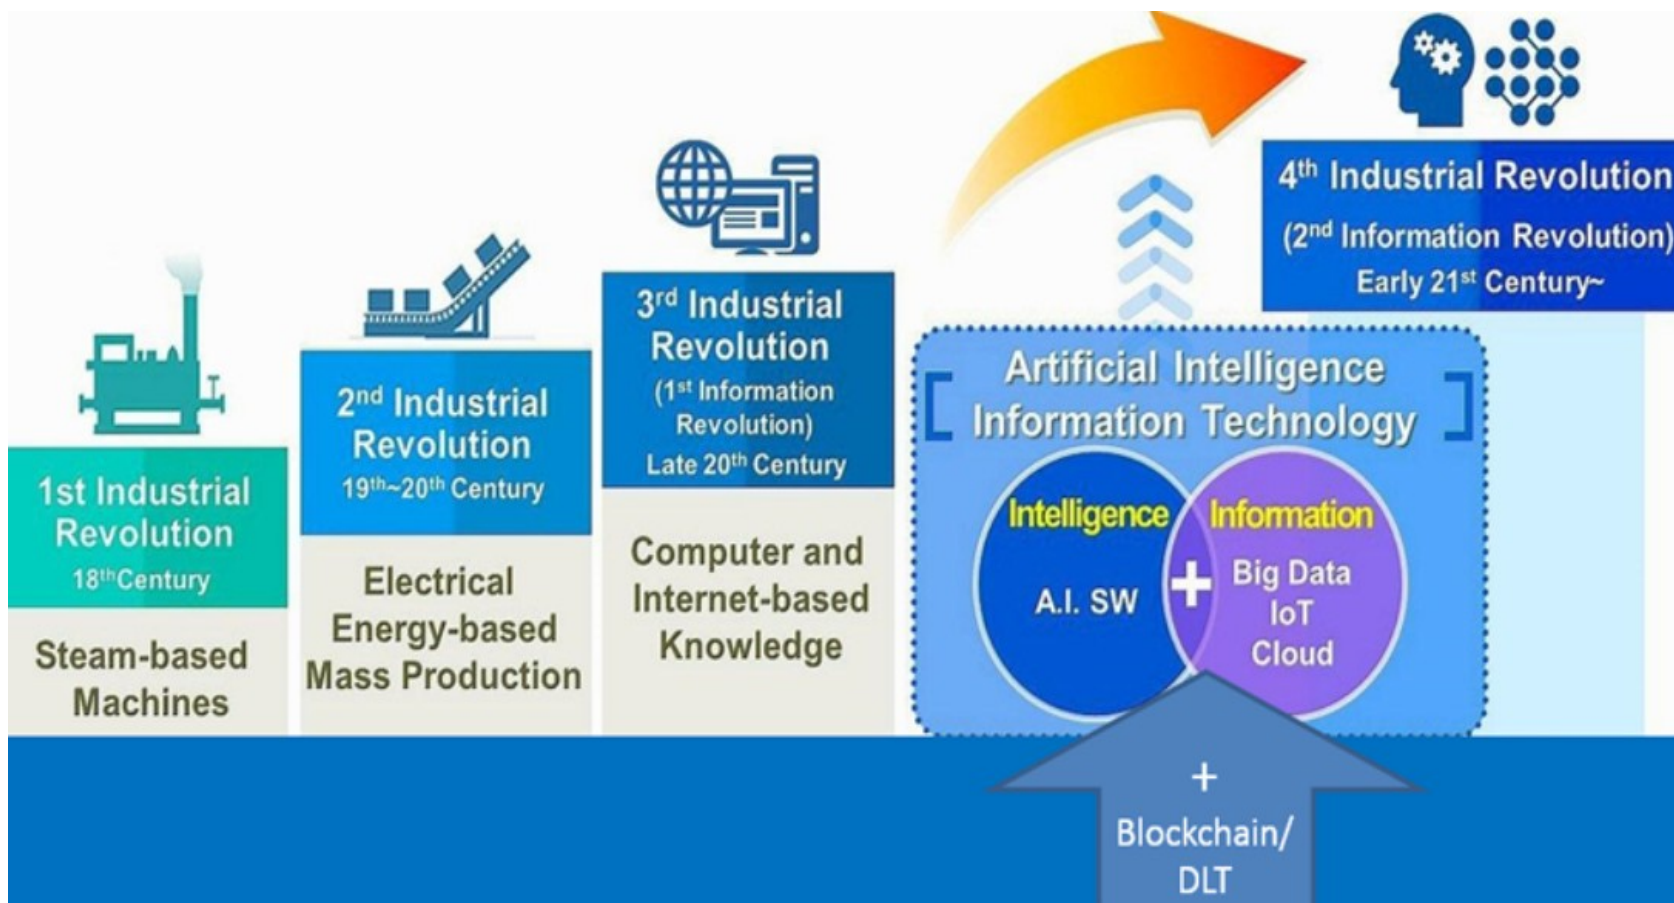 1st Industrial
Revolution
18thCentury
Steam-based
Machines
2nd Industrial
Revolution
19th~20th Century
Electrical
Energy-based
Mass Production
3rd Industrial
Revolution
(1st Information
Revolution)
Late 20th Century
Computer and
Internet-based
Knowledge
4th Industrial Revolution
(2nd Information Revolution)
Early 21st Century~
Artificial Intelligence
Information Technology
Intelligence
A.I. SW
+
Information
Big Data
IoT
Cloud
+
Blockchain/
DLT